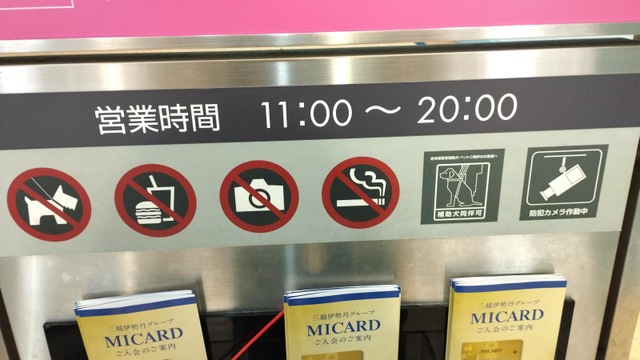 営業時間 11:00 ～ 20:00
補助犬同伴可
防犯カメラ作動中
三越伊勢丹グループ
MICARD
ご入会のご案内
三越伊勢丹グループ
MICARD
ご入会のご案内
三越伊勢丹グループ
MICARD
ご入会のご案内
MICARD